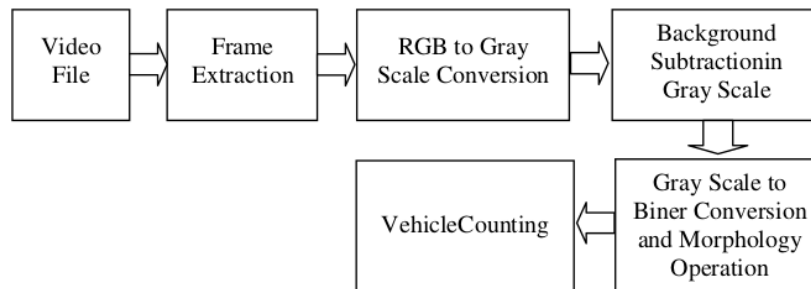 Video
File
Frame
Extraction
RGB to Gray
Scale Conversion
Background
Subtractionin
Gray Scale
Gray Scale to
Biner Conversion
and Morphology
Operation
VehicleCounting